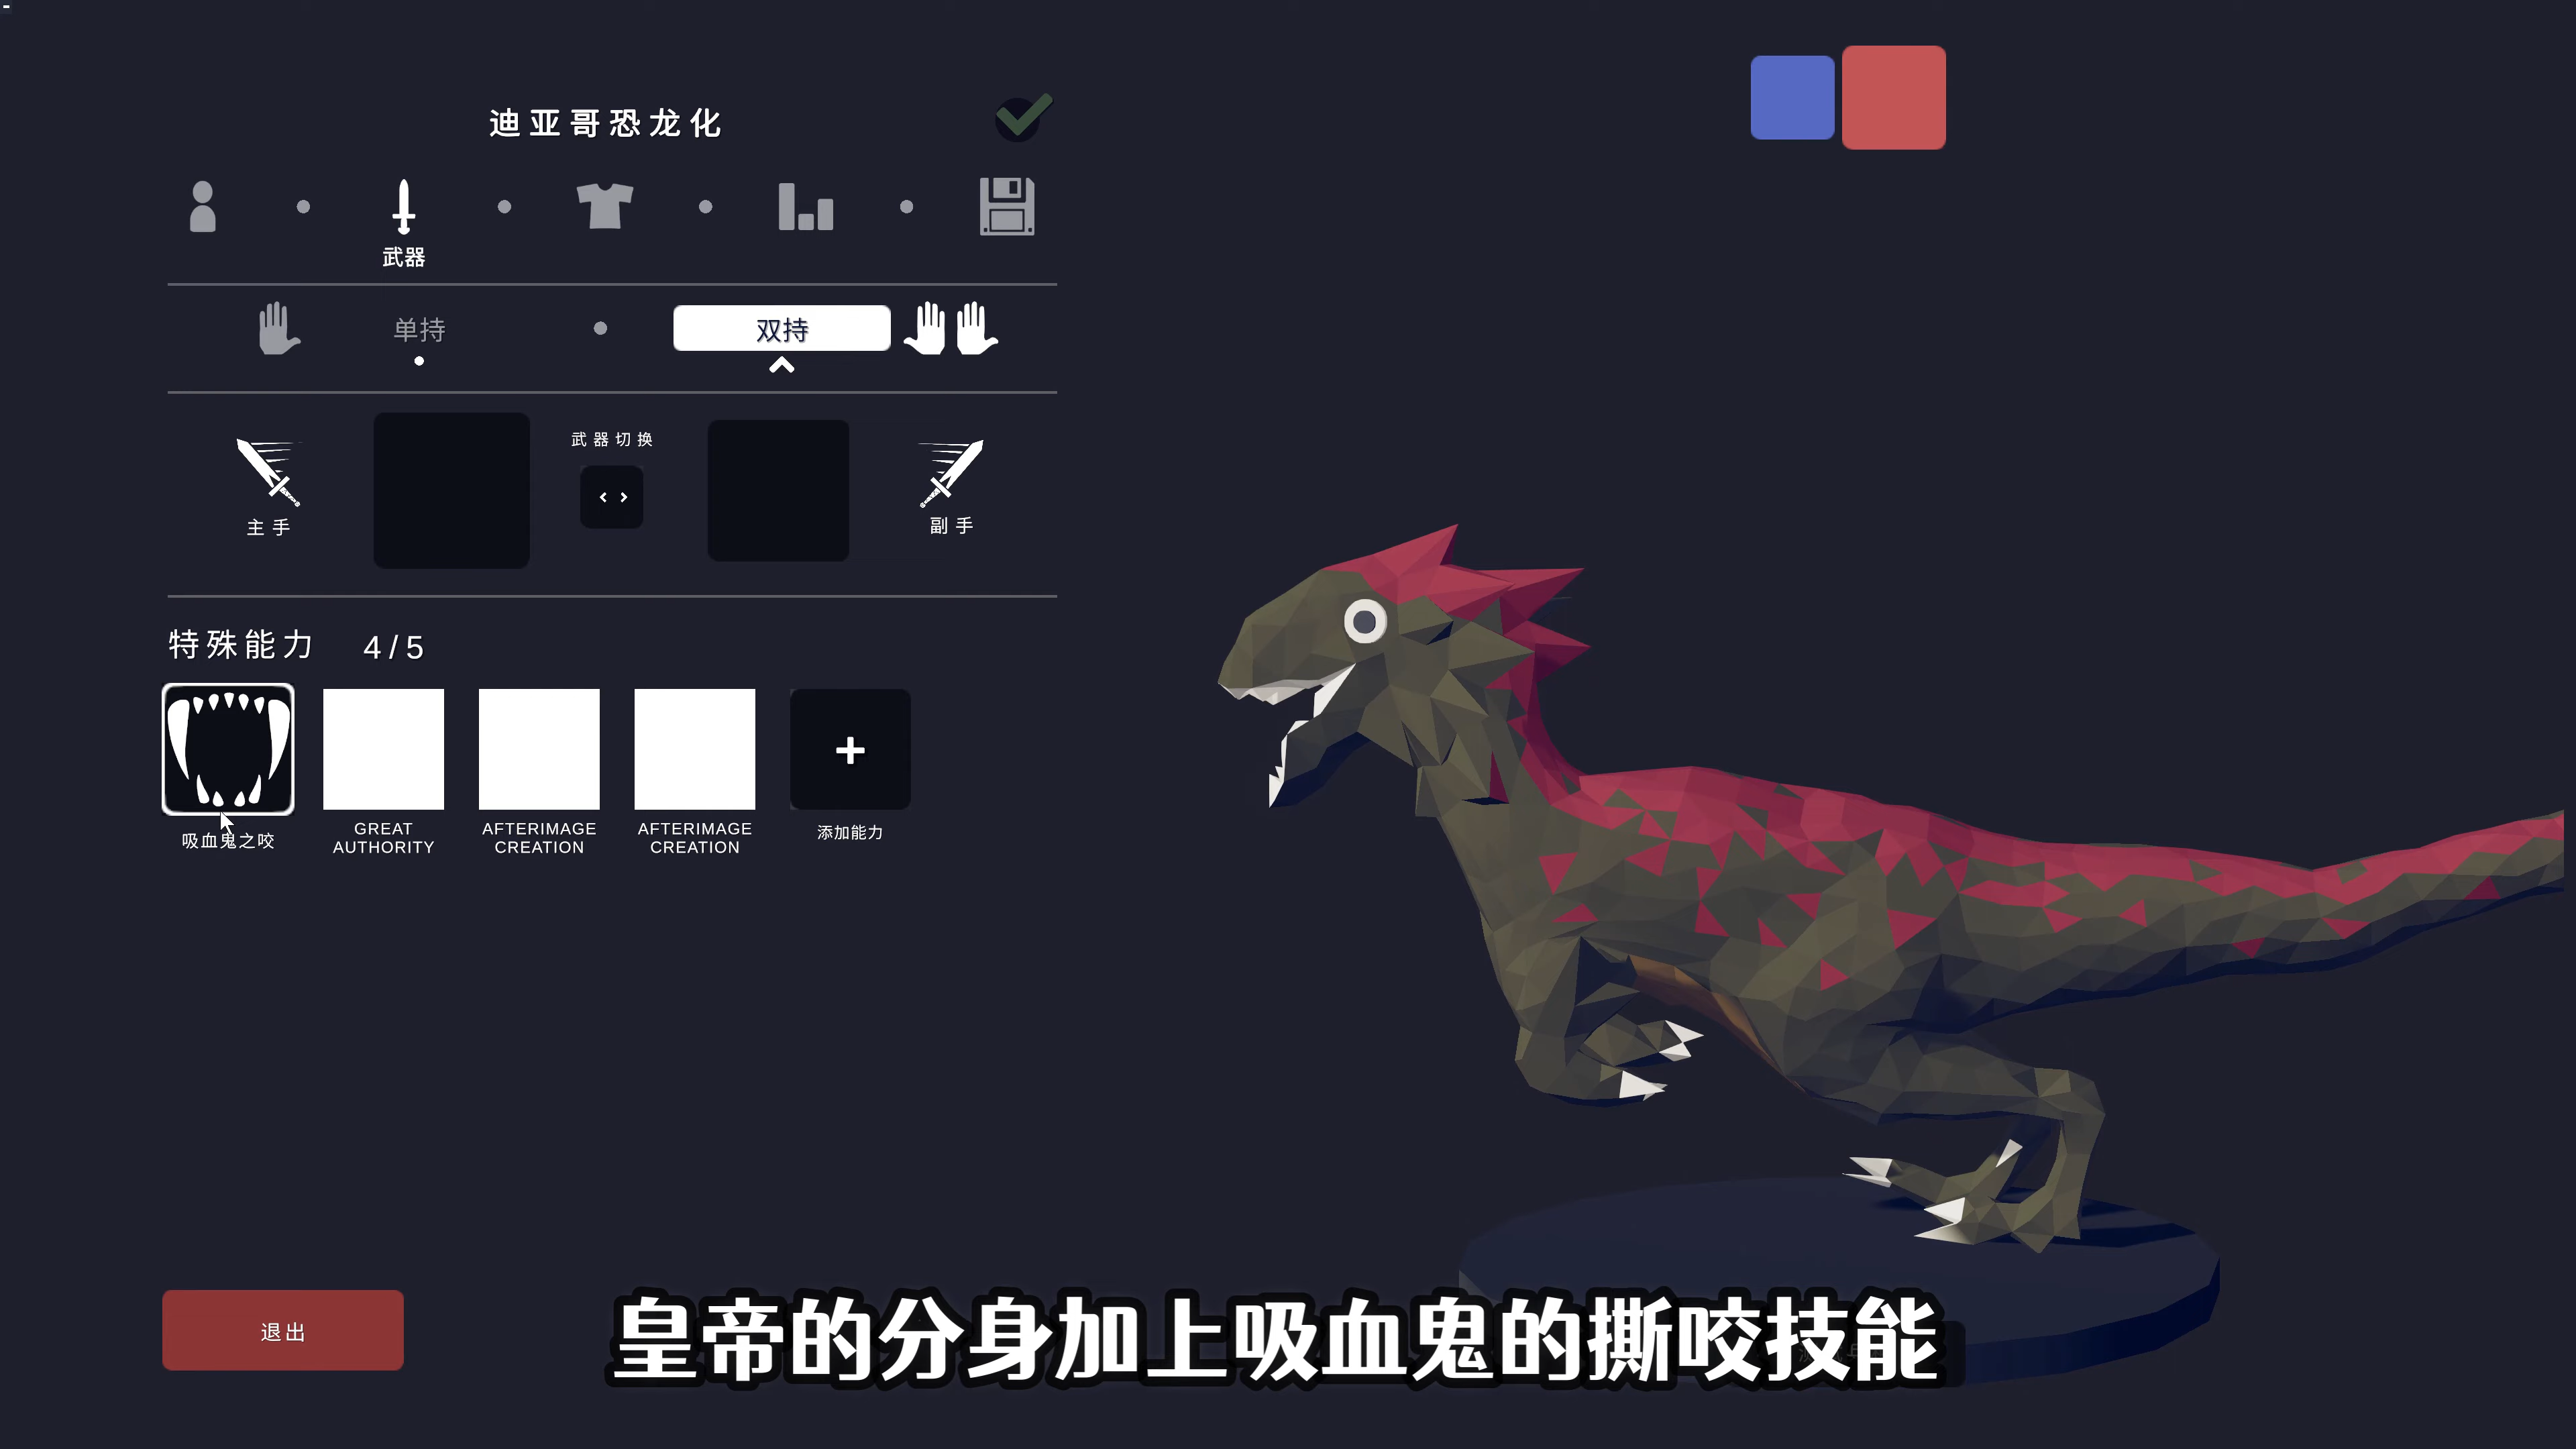 迪亚哥恐龙化
武器
单持
双持
武器切换
主手
副手
特殊能力 4/5
吸血鬼之咬
GREAT
AUTHORITY
AFTERIMAGE
CREATION
AFTERIMAGE
CREATION
添加能力
退出
皇帝的分身加上吸血鬼的撕咬技能